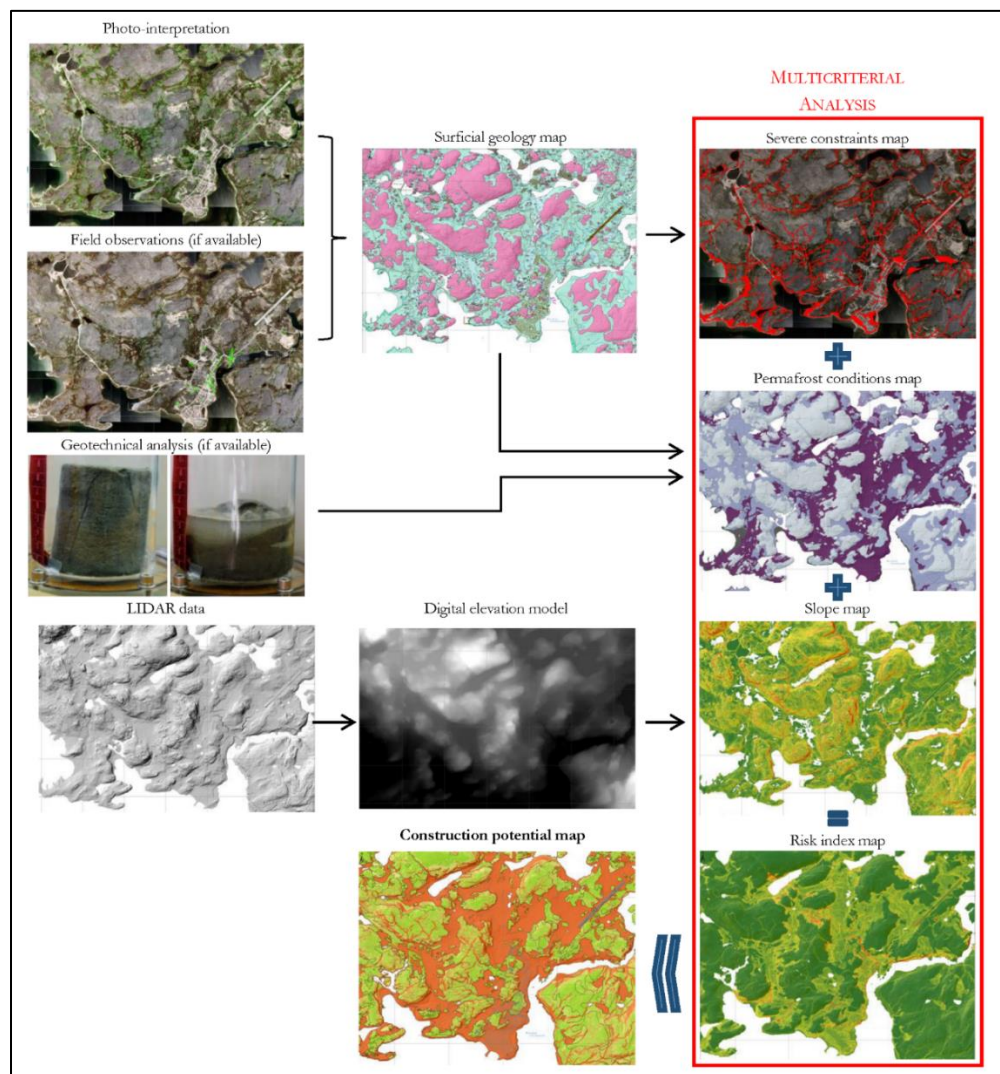 Photo-interpretation
MULTICRITERIAL
ANALYSIS
Surficial geology map
Severe constraints map
Field observations (if available)
Permafrost conditions map
Geotechnical analysis (if available)
LIDAR data
Digital elevation model
Slope map
Construction potential map
Risk index map